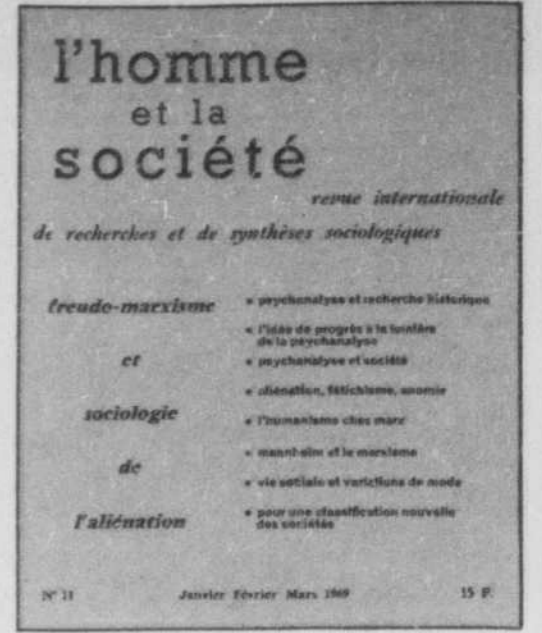 l'homme
et la
société
revue internationale
de recherches et de synthèses sociologiques
freudo-marxisme
et
sociologie
de
l'aliénation
• psychanalyse et recherche historique
• l'idée de progrès à la lumière
de la psychanalyse
• psychanalyse et société
• aliénation, fétichisme, anomie
• l'humanisme chez marx
• mannheim et le marxisme
• vie sociale et variations de mode
• pour une classification nouvelle
des sociétés
N° 11
Janvier Février Mars 1969
15 F.